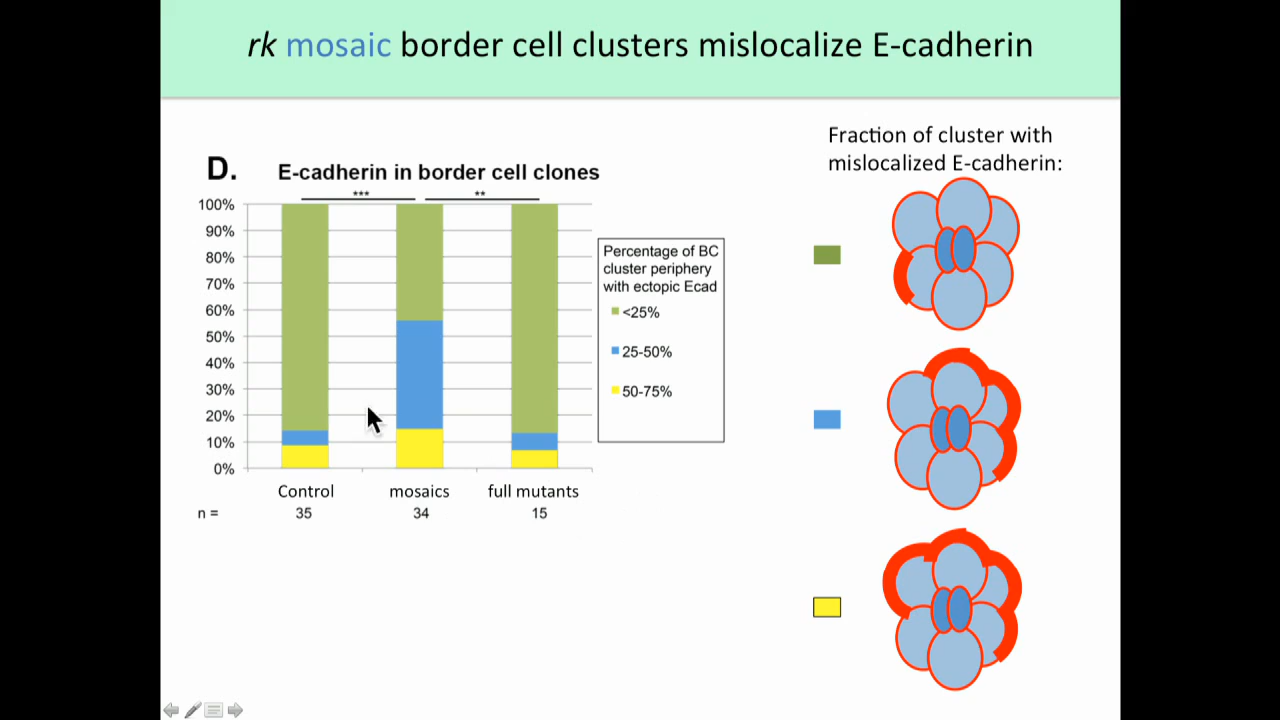 rk mosaic border cell clusters mislocalize E-cadherin
Fraction of cluster with
mislocalized E-cadherin:
D.
E-cadherin in border cell clones
***
**
100%
90%
80%
70%
60%
50%
40%
30%
20%
10%
0%
Percentage of BC
cluster periphery
with ectopic Ecad
<25%
25-50%
50-75%
Control mosaics full mutants
n = 35 34 15